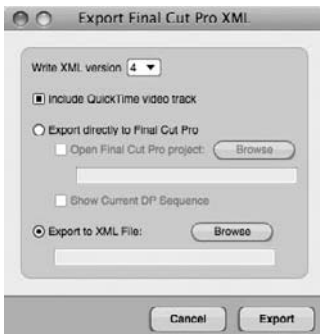 Export Final Cut Pro XML
Write XML version 4
Include QuickTime video track
Export directly to Final Cut Pro
Open Final Cut Pro project: Browse
Show Current DP Sequence
Export to XML File: Browse
Cancel Export